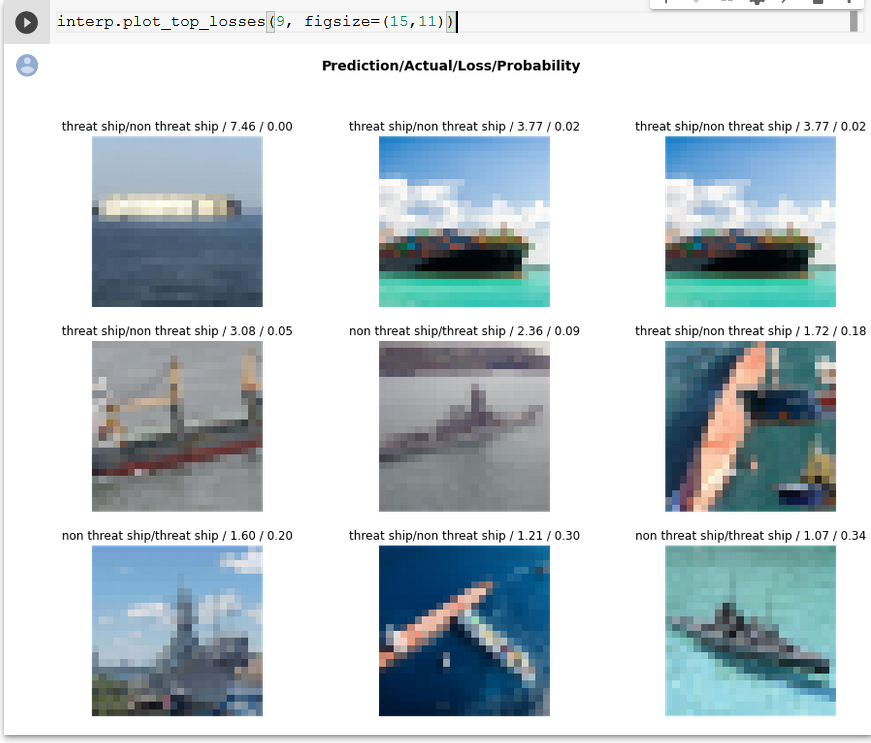 interp.plot_top_losses(9, figsize=(15,11))
Prediction/Actual/Loss/Probability
threat ship/non threat ship / 7.46 / 0.00
threat ship/non threat ship / 3.77 / 0.02
threat ship/non threat ship / 3.77 / 0.02
threat ship/non threat ship / 3.08 / 0.05
non threat ship/threat ship / 2.36 / 0.09
threat ship/non threat ship / 1.72 / 0.18
non threat ship/threat ship / 1.60 / 0.20
threat ship/non threat ship / 1.21 / 0.30
non threat ship/threat ship / 1.07 / 0.34